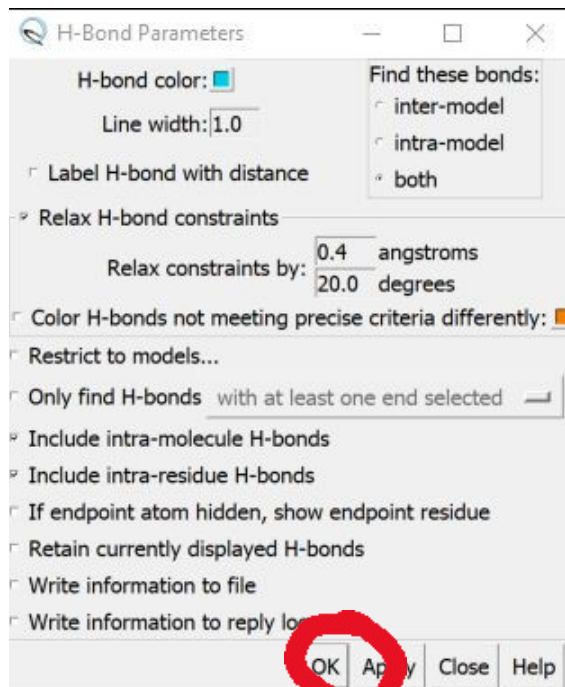 H-Bond Parameters
H-bond color:
Find these bonds:
inter-model
Line width: 1.0
intra-model
Label H-bond with distance
both
Relax H-bond constraints
Relax constraints by: 0.4 angstroms
20.0 degrees
Color H-bonds not meeting precise criteria differently:
Restrict to models...
Only find H-bonds with at least one end selected
Include intra-molecule H-bonds
Include intra-residue H-bonds
If endpoint atom hidden, show endpoint residue
Retain currently displayed H-bonds
Write information to file
Write information to reply
OK Apply Close Help